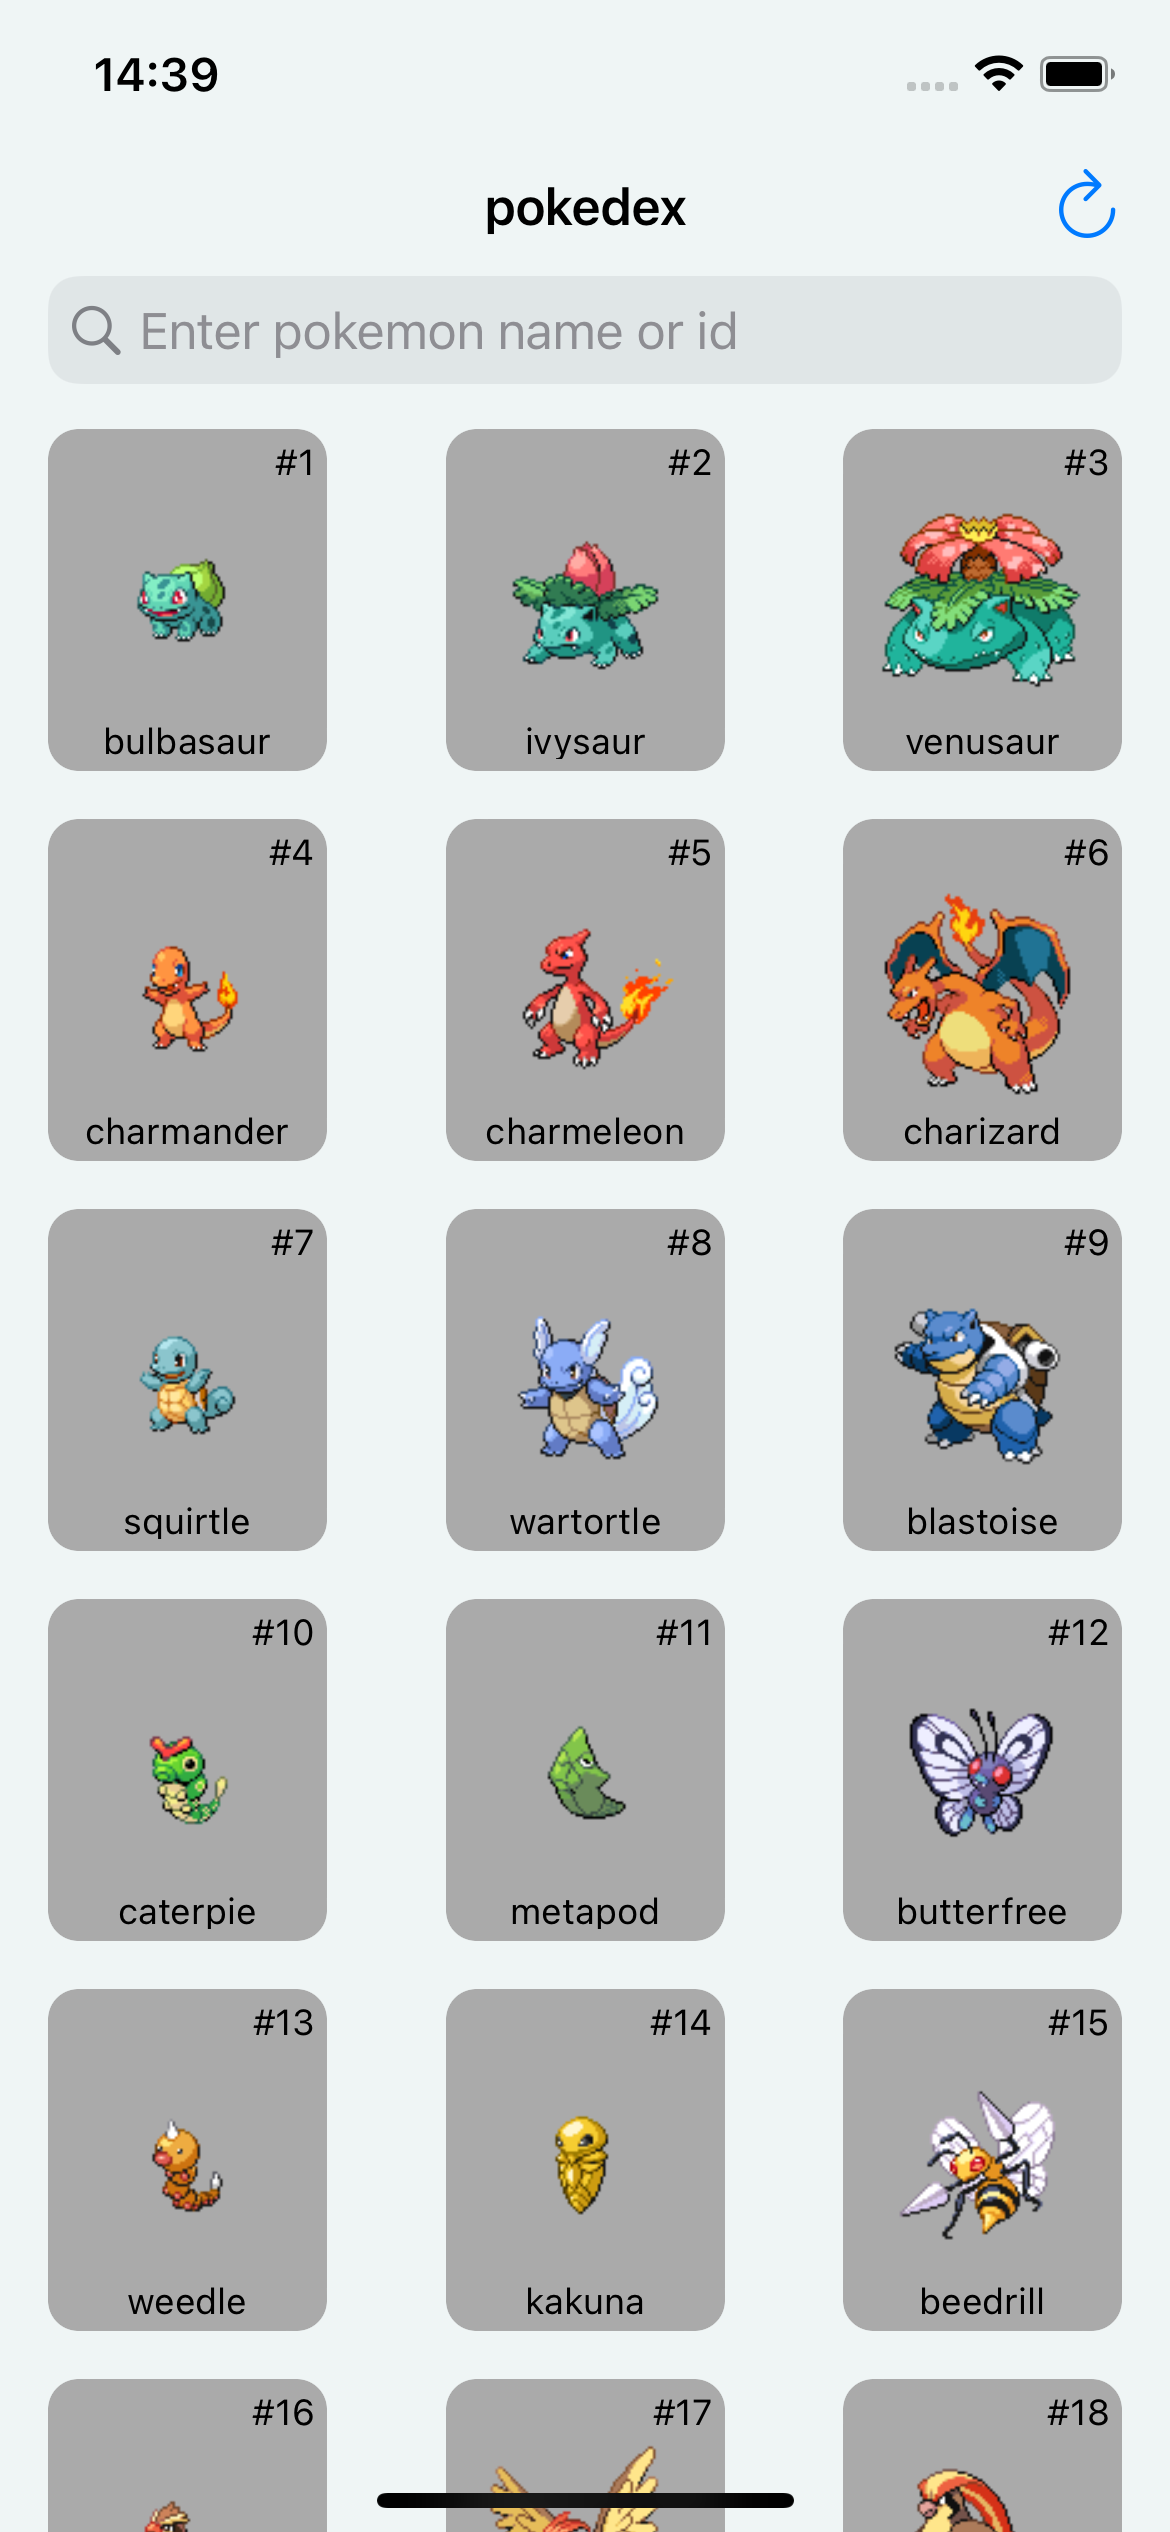 14:39
pokedex
Enter pokemon name or id
#1 #2 #3
bulbasaur ivysaur venusaur
#4 #5 #6
charmander charmeleon charizard
#7 #8 #9
squirtle wartortle blastoise
#10 #11 #12
caterpie metapod butterfree
#13 #14 #15
weedle kakuna beedrill
#16 #17 #18